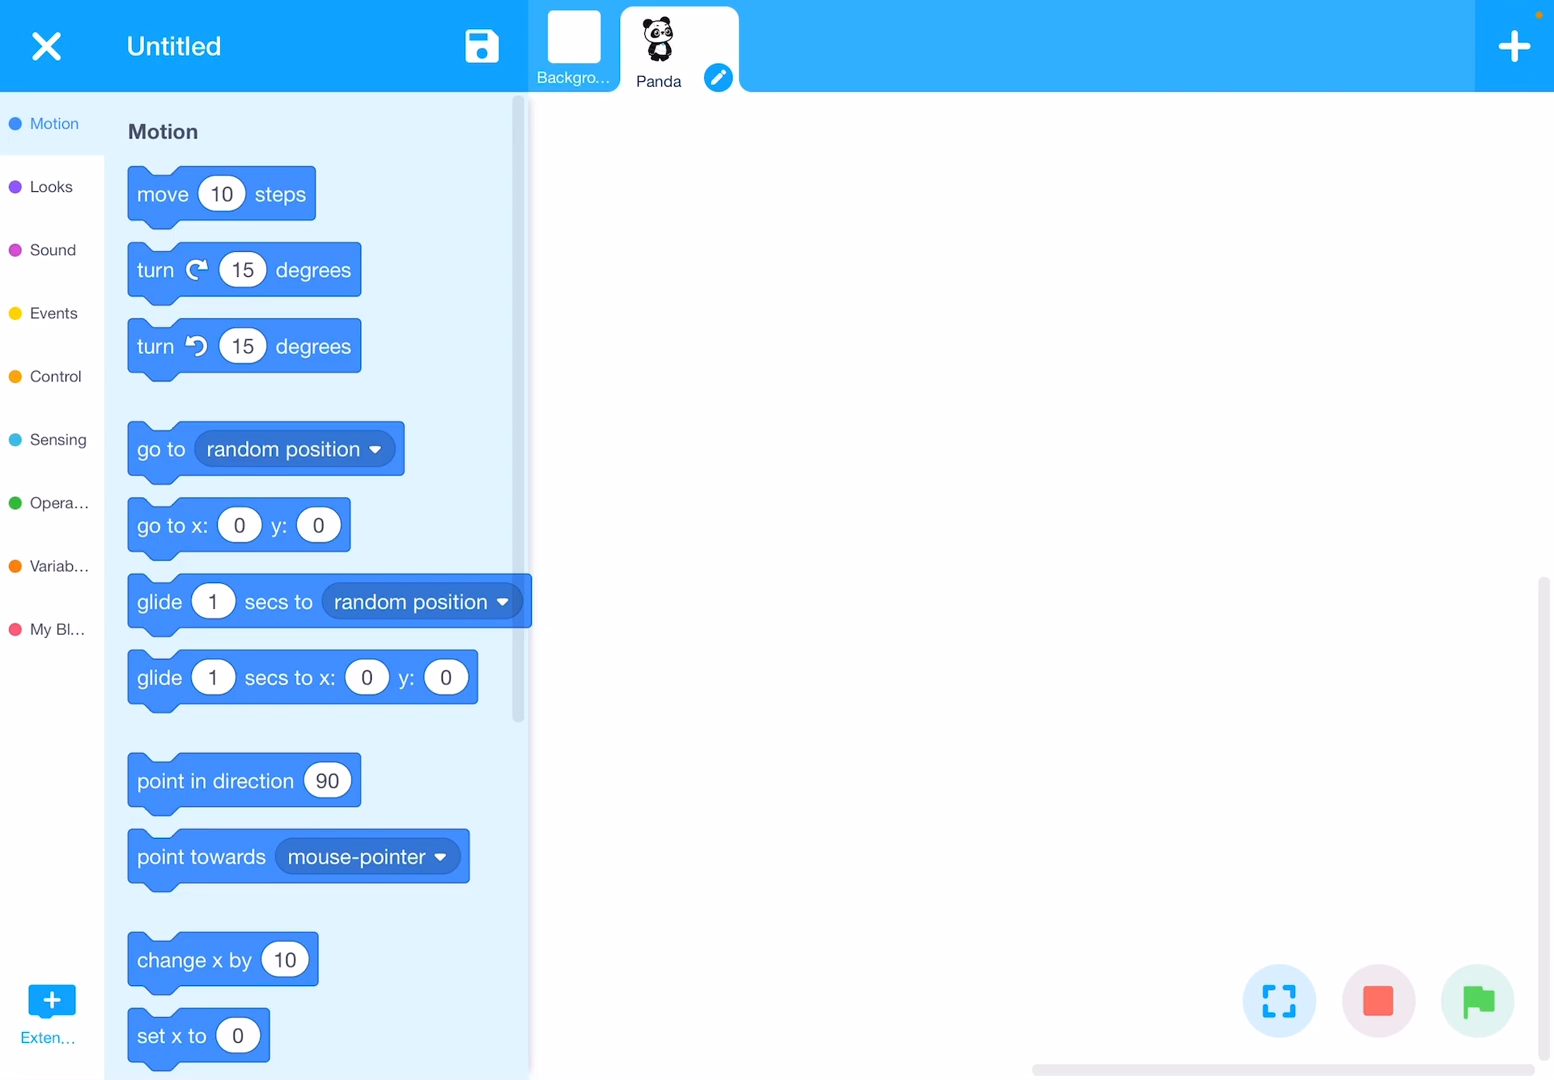 Untitled
Backgro...
Panda
Motion
Looks
Sound
Events
Control
Sensing
Opera...
Variab...
My Bl...
Exten...
Motion
move 10 steps
turn 15 degrees
turn 15 degrees
go to random position
go to x: 0 y: 0
glide 1 secs to random position
glide 1 secs to x: 0 y: 0
point in direction 90
point towards mouse-pointer
change x by 10
set x to 0